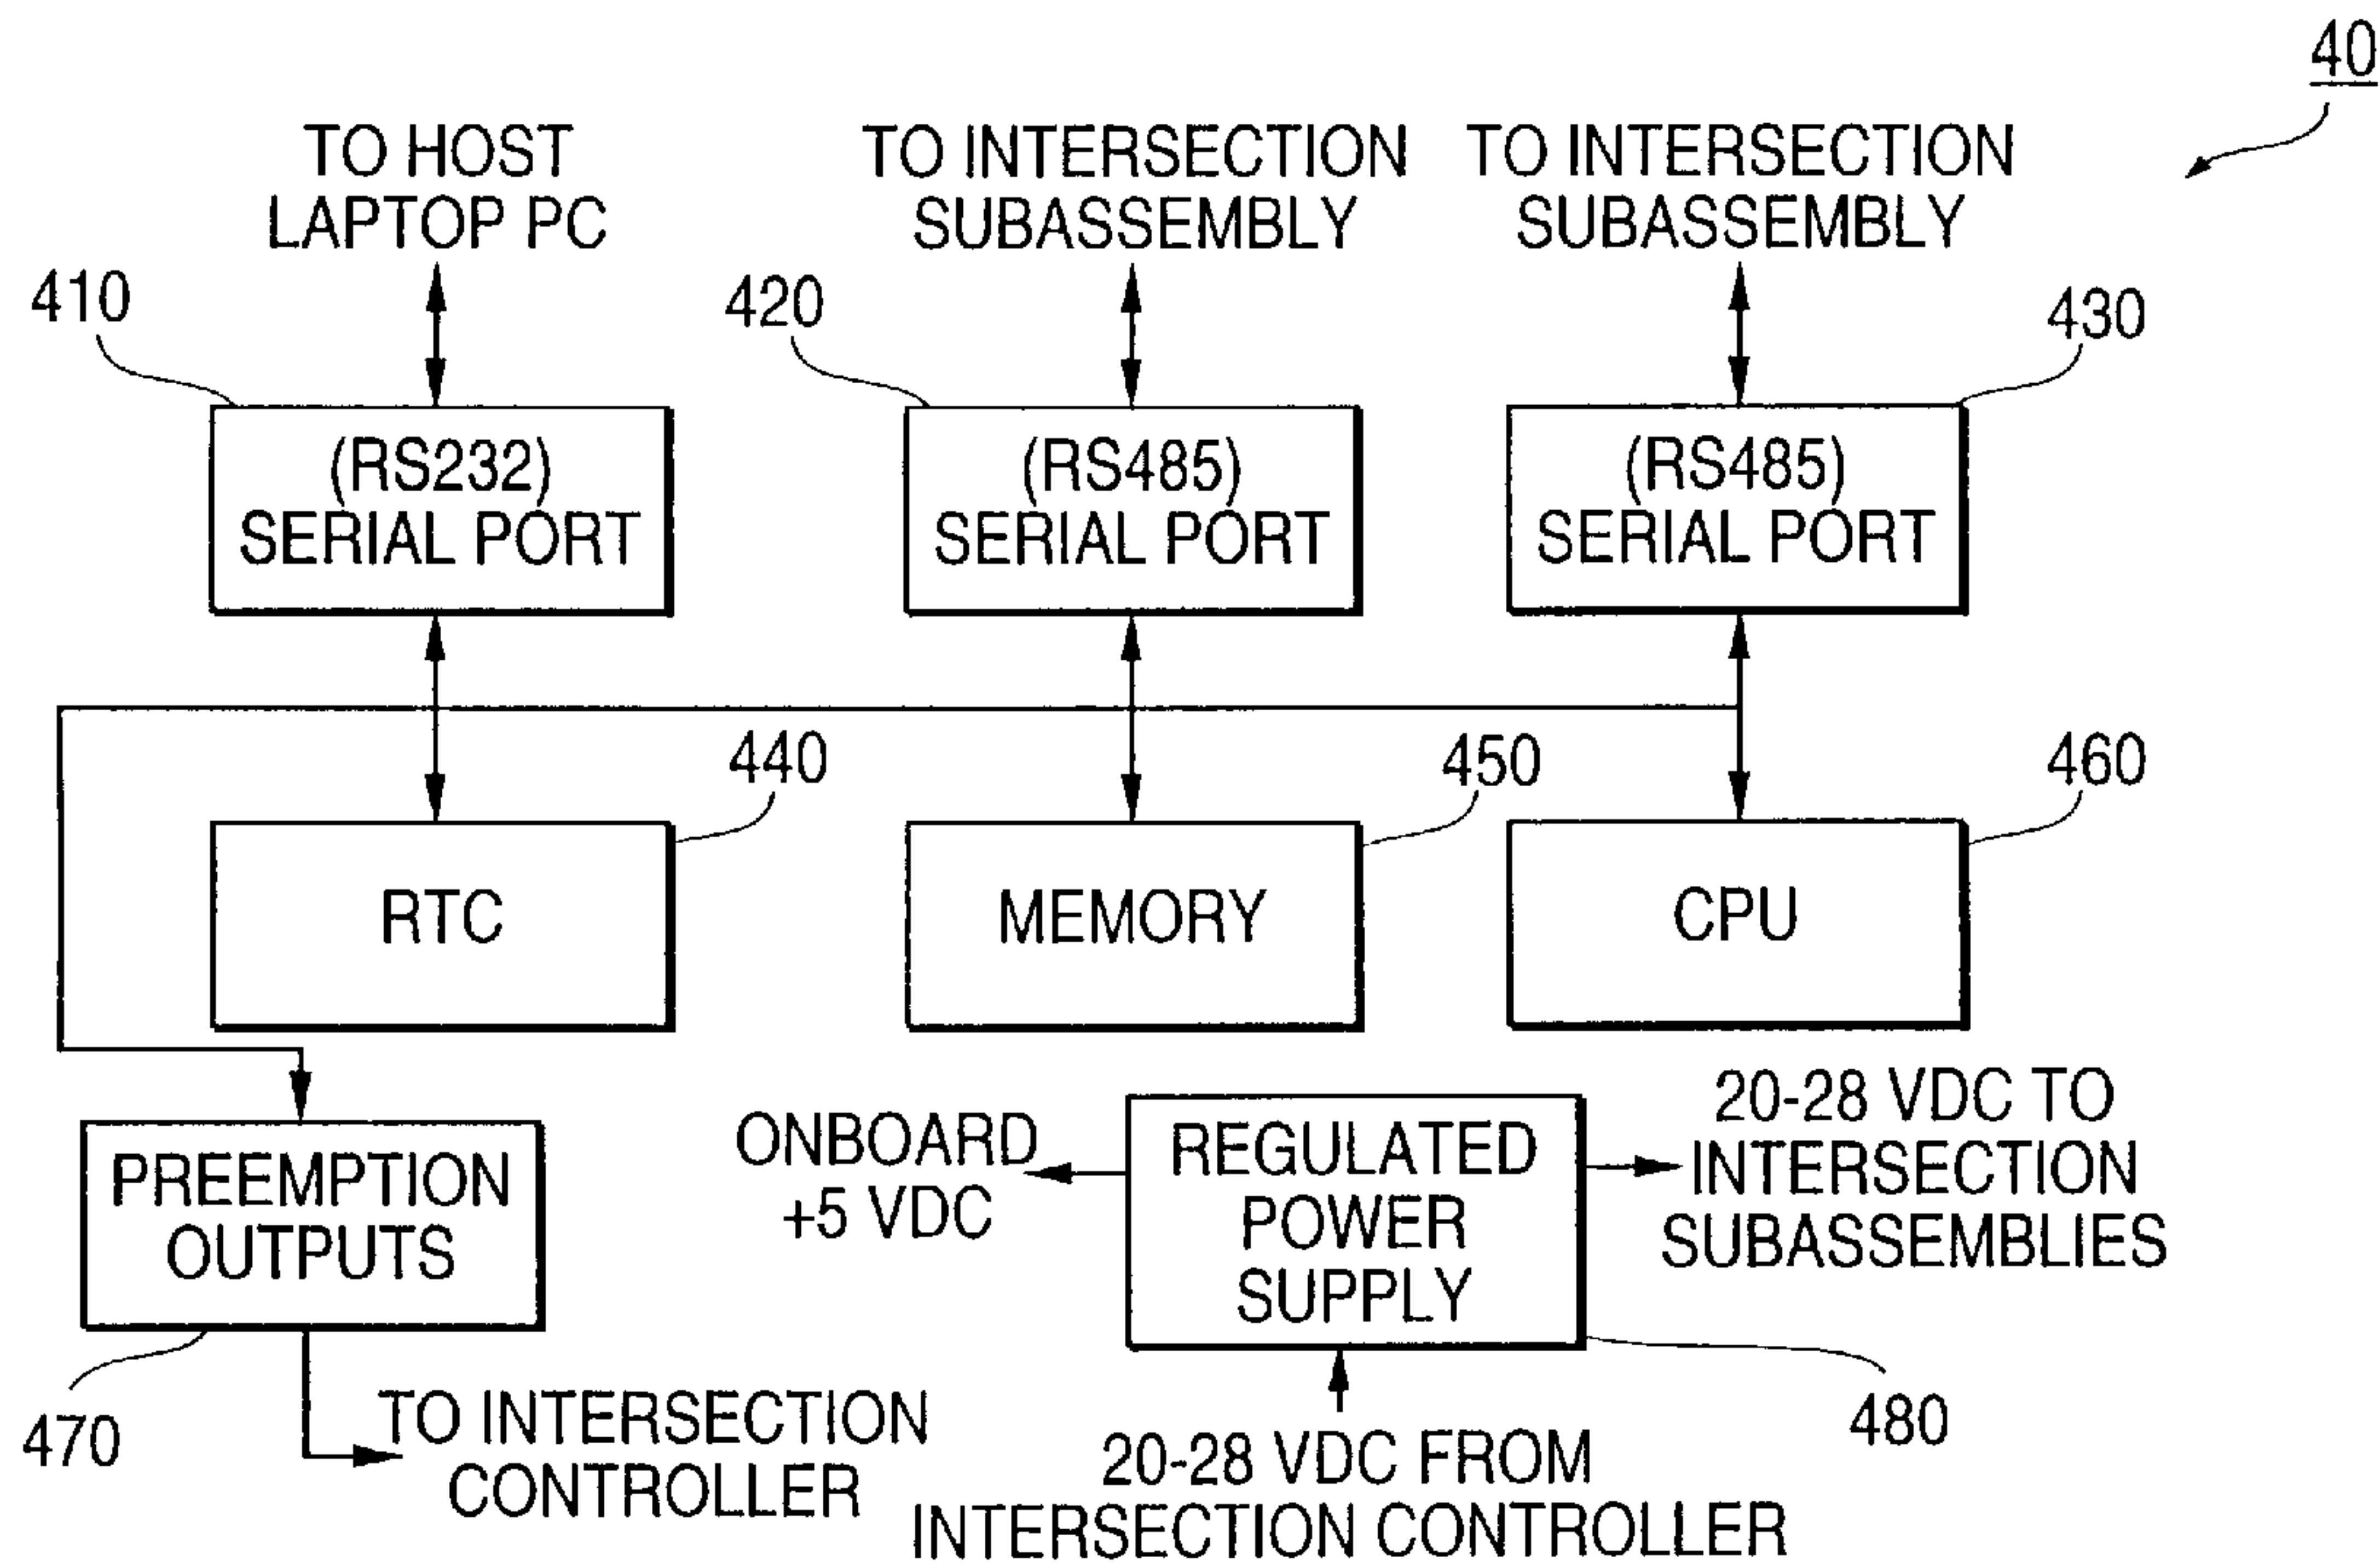 40
TO HOST
LAPTOP PC
TO INTERSECTION
SUBASSEMBLY
TO INTERSECTION
SUBASSEMBLY
410
420
430
(RS232)
SERIAL PORT
(RS485)
SERIAL PORT
(RS485)
SERIAL PORT
440
450
460
RTC
MEMORY
CPU
PREEMPTION
OUTPUTS
ONBOARD
+5 VDC
REGULATED
POWER
SUPPLY
20-28 VDC TO
INTERSECTION
SUBASSEMBLIES
470
TO INTERSECTION
CONTROLLER
480
20-28 VDC FROM
INTERSECTION CONTROLLER